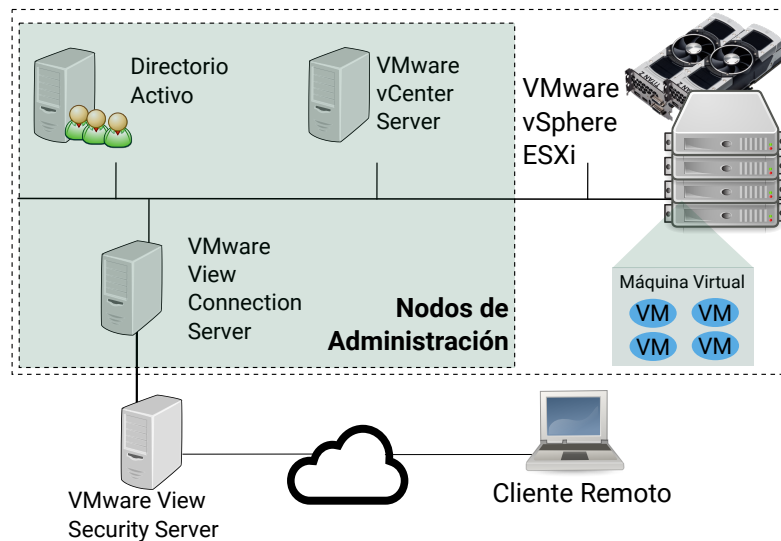 Directorio
Activo
VMware
vCenter
Server
VMware
vSphere
ESXi
VMware
View
Connection
Server
Nodos de
Administración
Máquina Virtual
VM VM
VM VM
VMware View
Security Server
Cliente Remoto